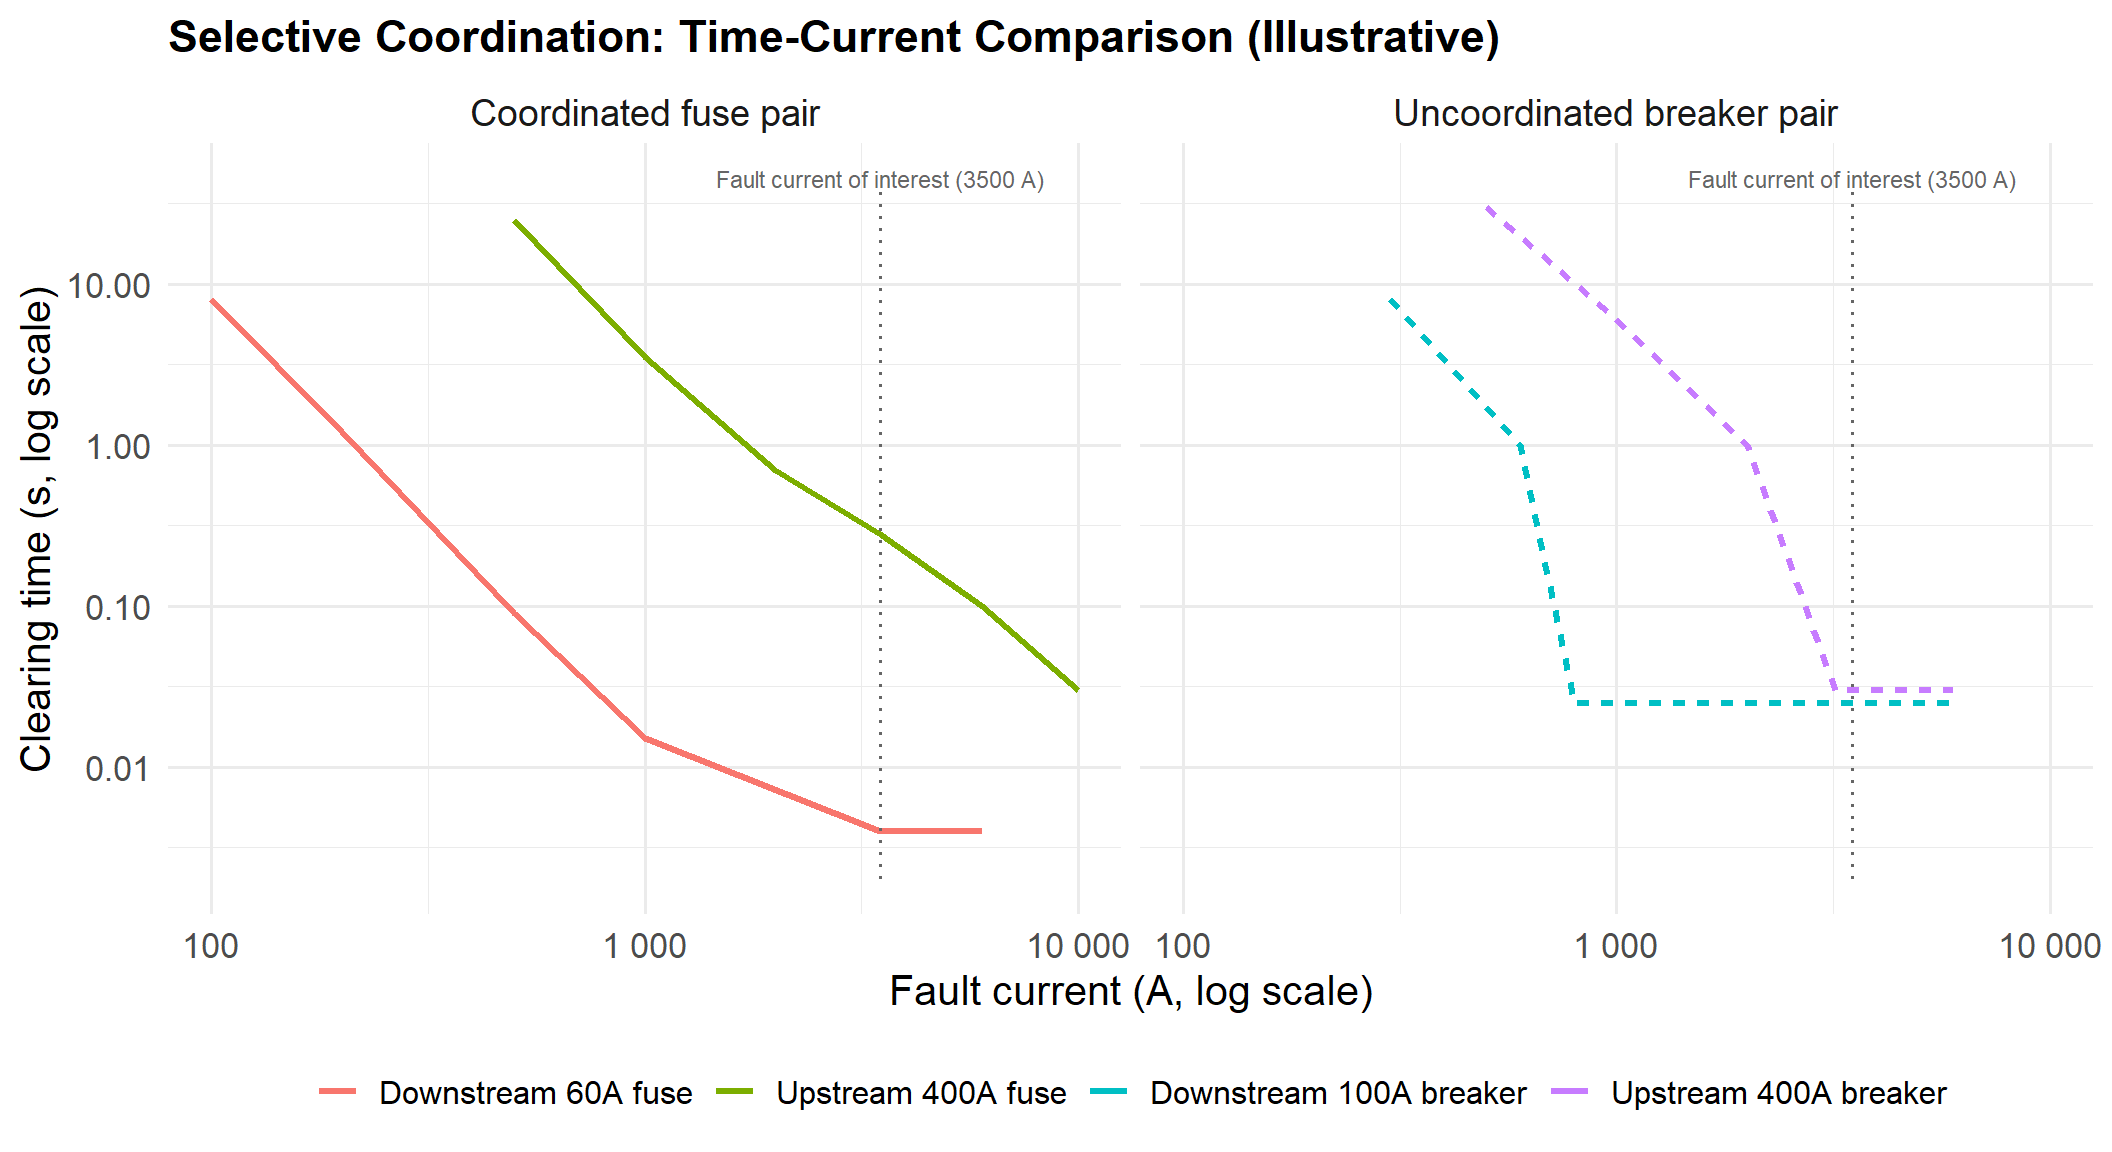 Selective Coordination: Time-Current Comparison (Illustrative)
Coordinated fuse pair
Uncoordinated breaker pair
Fault current of interest (3500 A)
Fault current of interest (3500 A)
Clearing time (s, log scale)
10.00
1.00
0.10
0.01
100
1 000
10 000
100
1 000
10 000
Fault current (A, log scale)
Downstream 60A fuse
Upstream 400A fuse
Downstream 100A breaker
Upstream 400A breaker